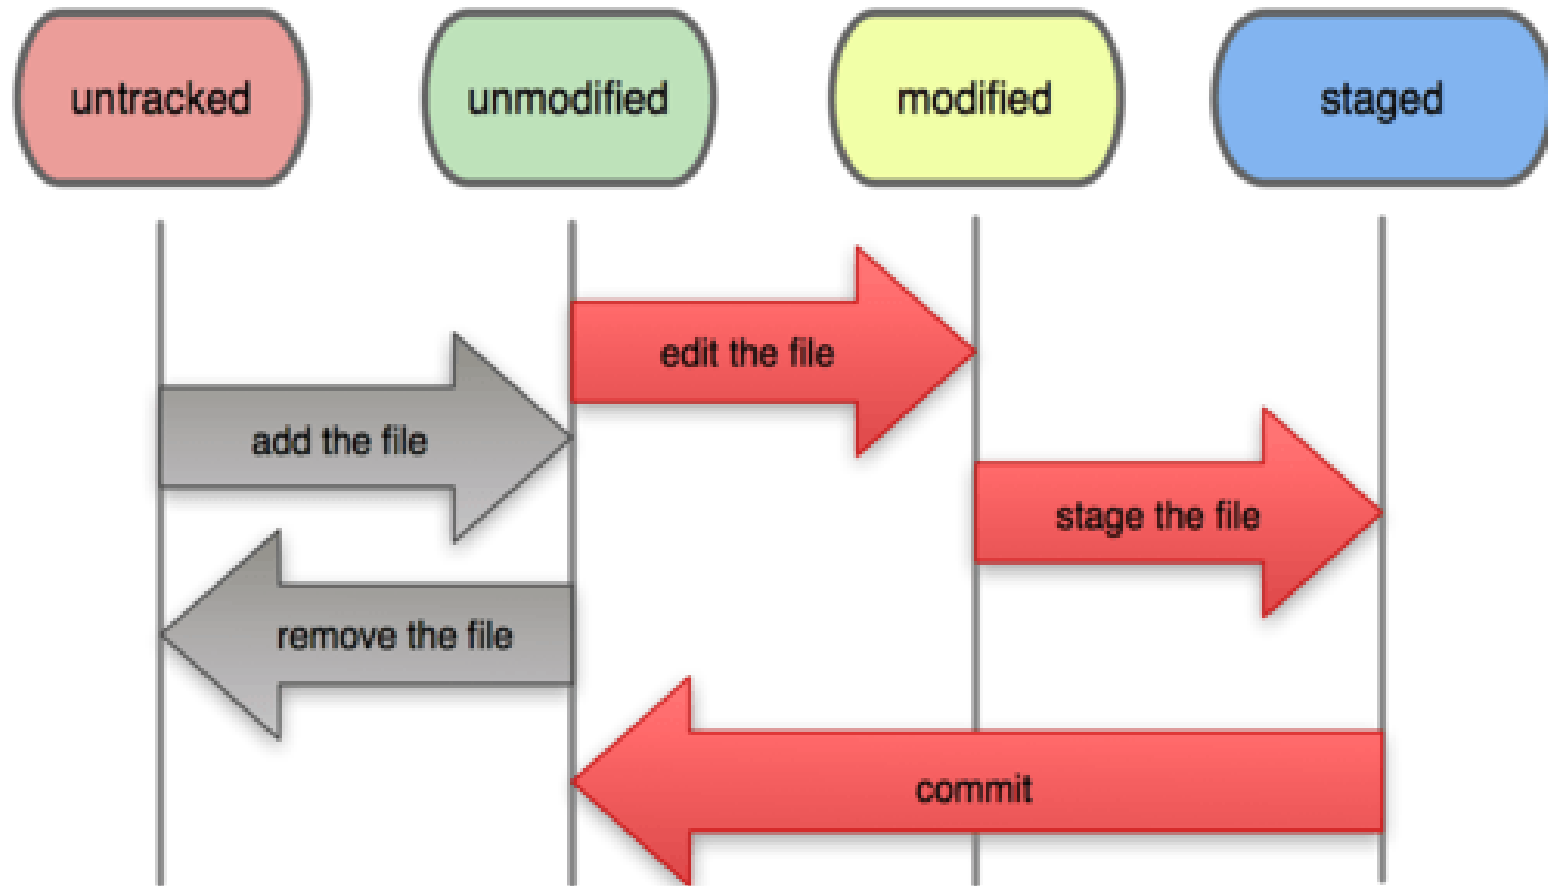 untracked
unmodified
modified
staged
edit the file
add the file
stage the file
remove the file
commit